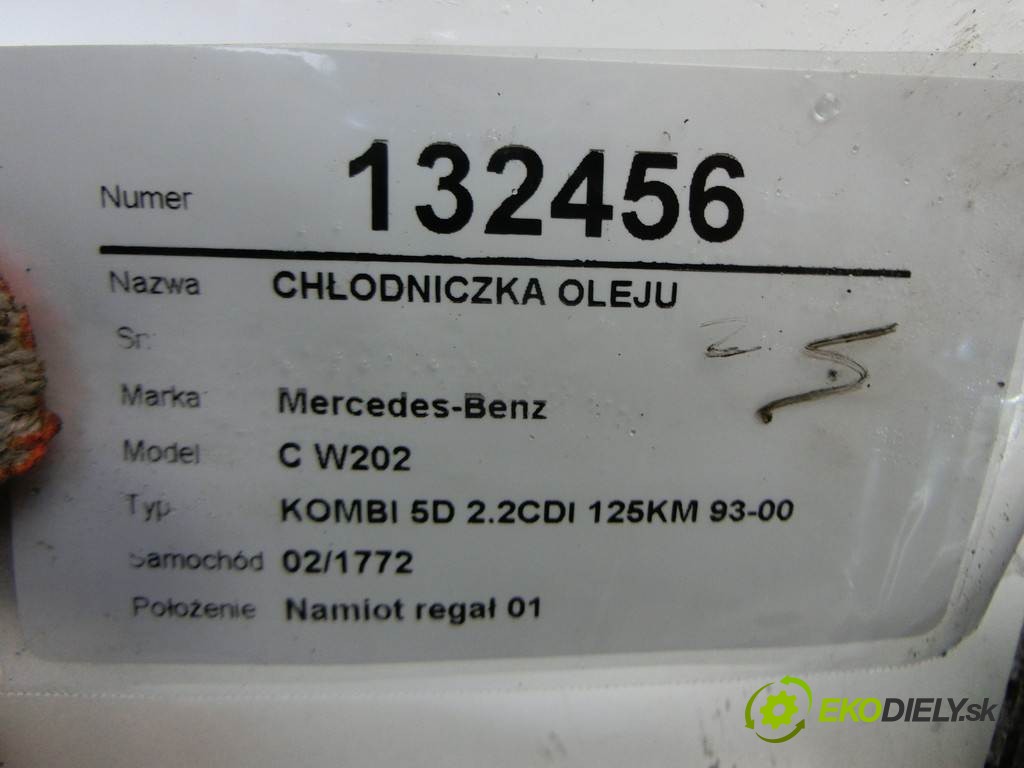 Numer 132456
Nazwa CHŁODNICZKA OLEJU
Sr:
Marka: Mercedes-Benz
Model C W202
Typ KOMBI 5D 2.2CDI 125KM 93-00
Samochód 02/1772
Położenie Namiot regał 01
EKODIELY.sk